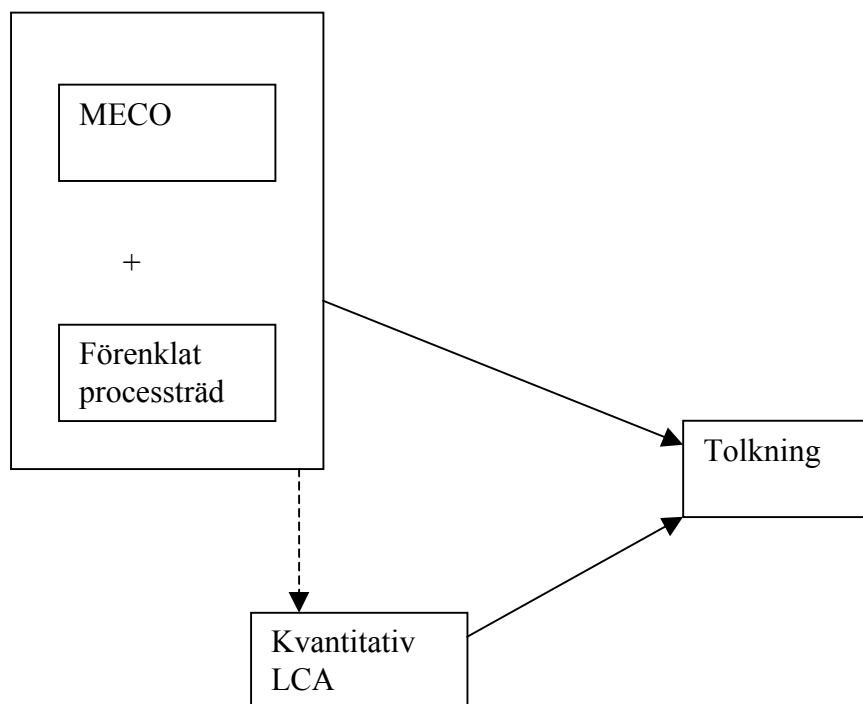 MECO
+
Förenklat
processträd
Tolkning
Kvantitativ
LCA